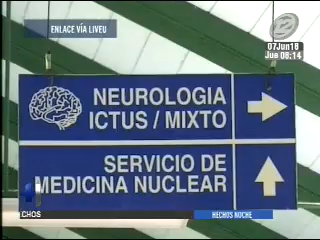 ENLACE VÍA LIVEU
07Jun18
Jue 08:14
NEUROLOGIA
ICTUS / MIXTO
SERVICIO DE
MEDICINA NUCLEAR
HECHOS NOCHE